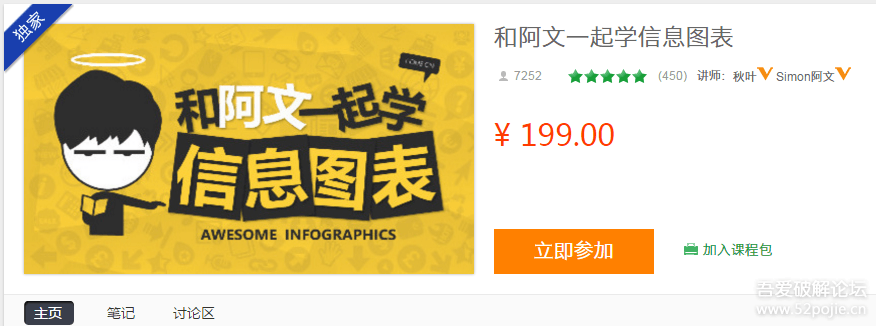 独家
和阿文一起学
信息图表
AWESOME INFOGRAPHICS
和阿文一起学信息图表
7252 (450) 讲师： 秋叶 Simon阿文
¥ 199.00
立即参加 加入课程包
主页 笔记 讨论区
吾爱破解论坛
www.52pojie.cn